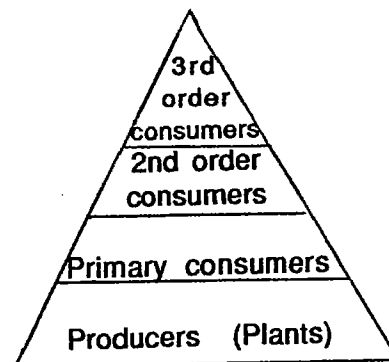 3rd
order
consumers
2nd order
consumers
Primary consumers
Producers (Plants)